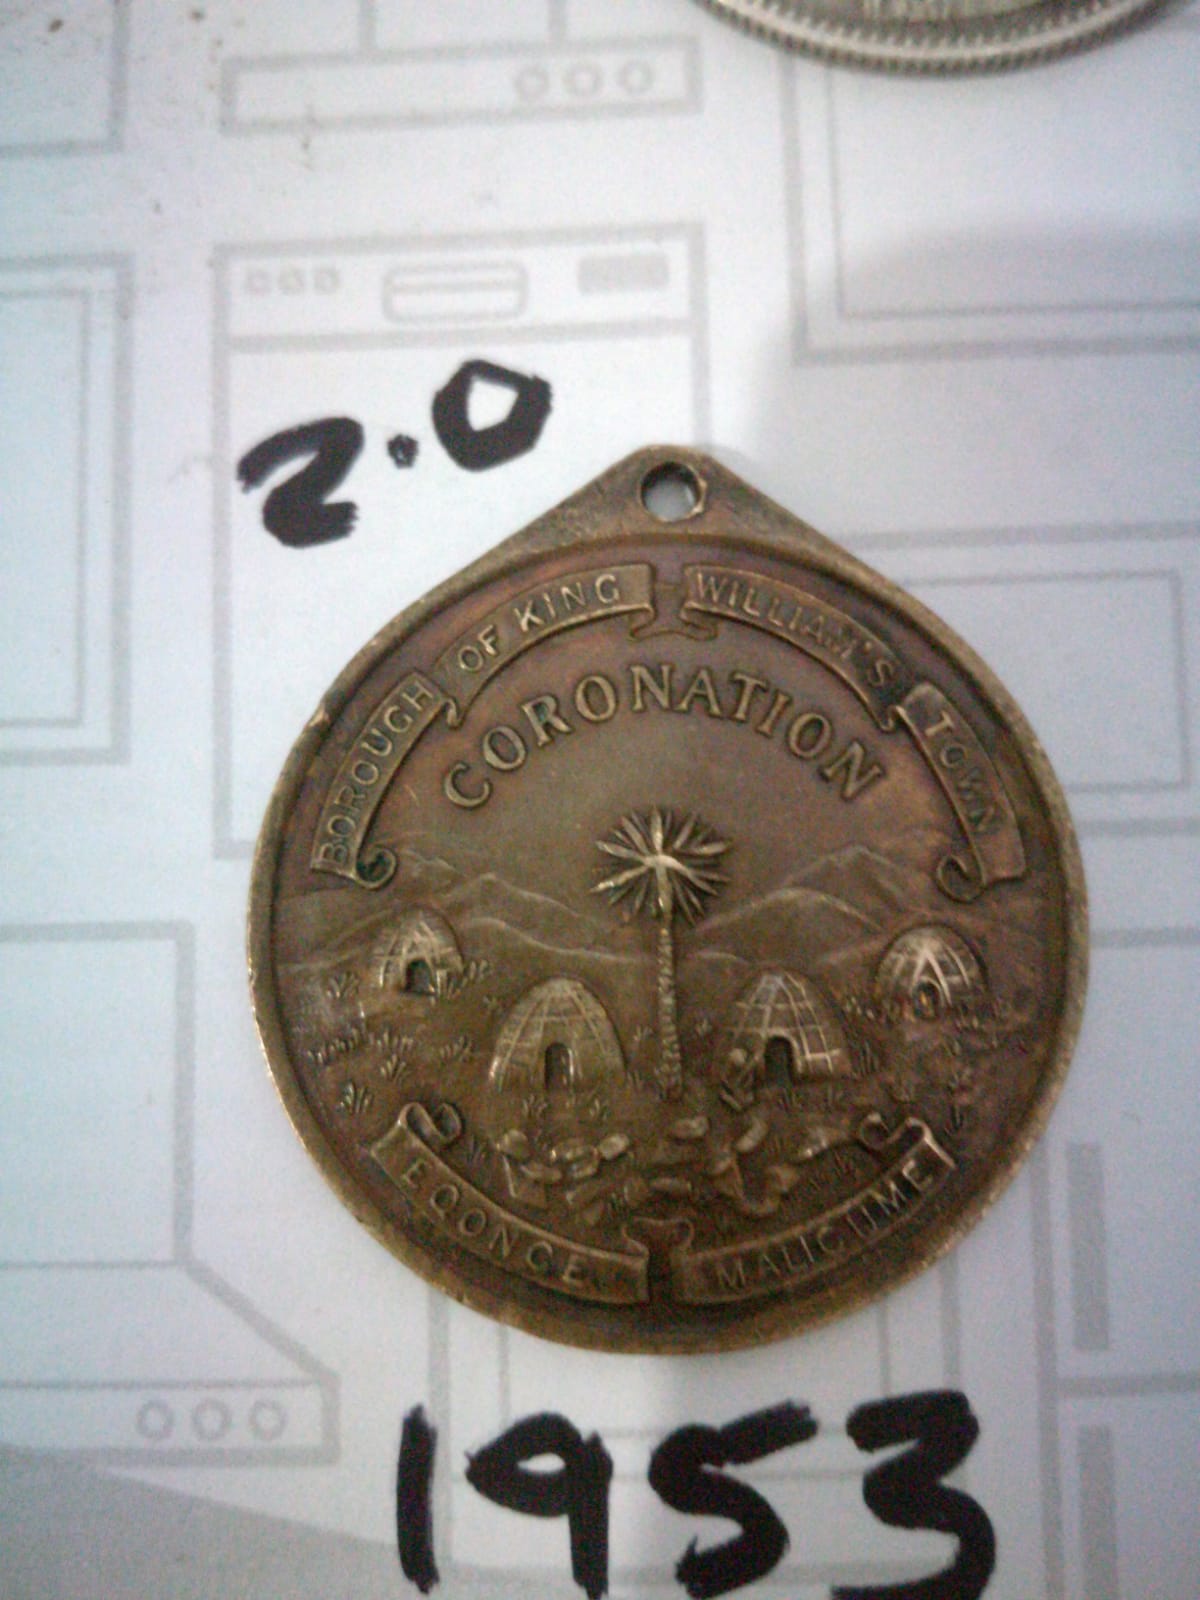 2.0
BOROUGH OF KING WILLIAM'S TOWN
CORONATION
EQONCE MALICUME
1953